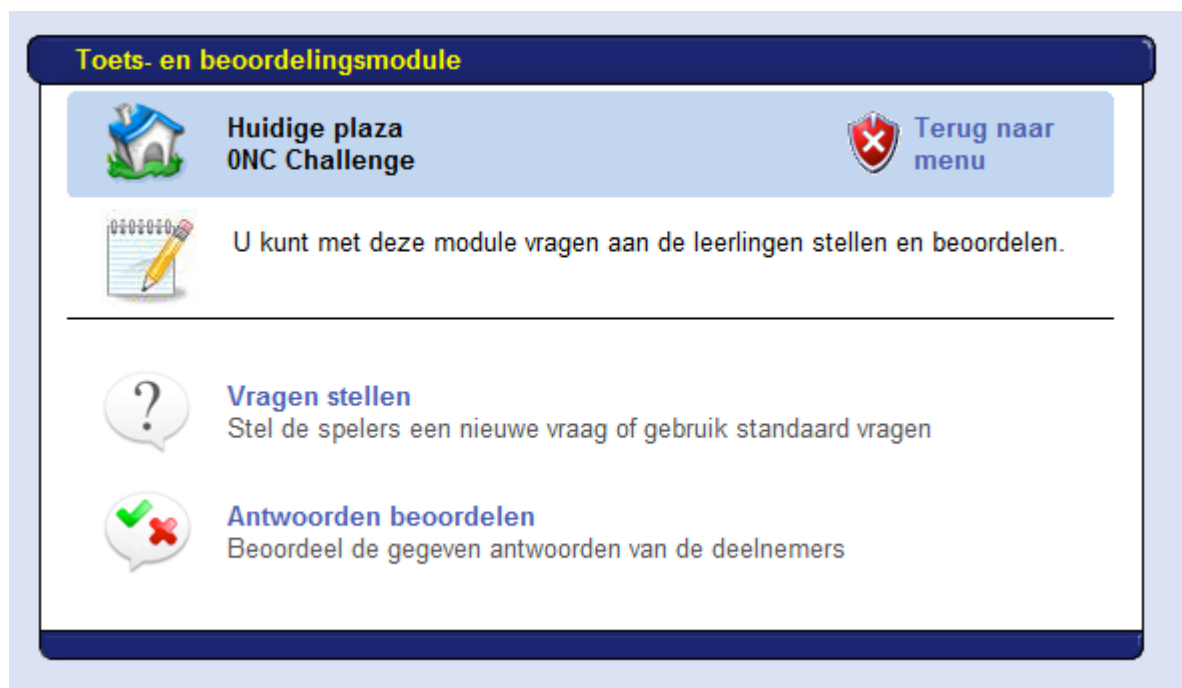 Toets- en beoordelingsmodule
Huidige plaza
0NC Challenge
Terug naar
menu
U kunt met deze module vragen aan de leerlingen stellen en beoordelen.
?
Vragen stellen
Stel de spelers een nieuwe vraag of gebruik standaard vragen
Antwoorden beoordelen
Beoordeel de gegeven antwoorden van de deelnemers